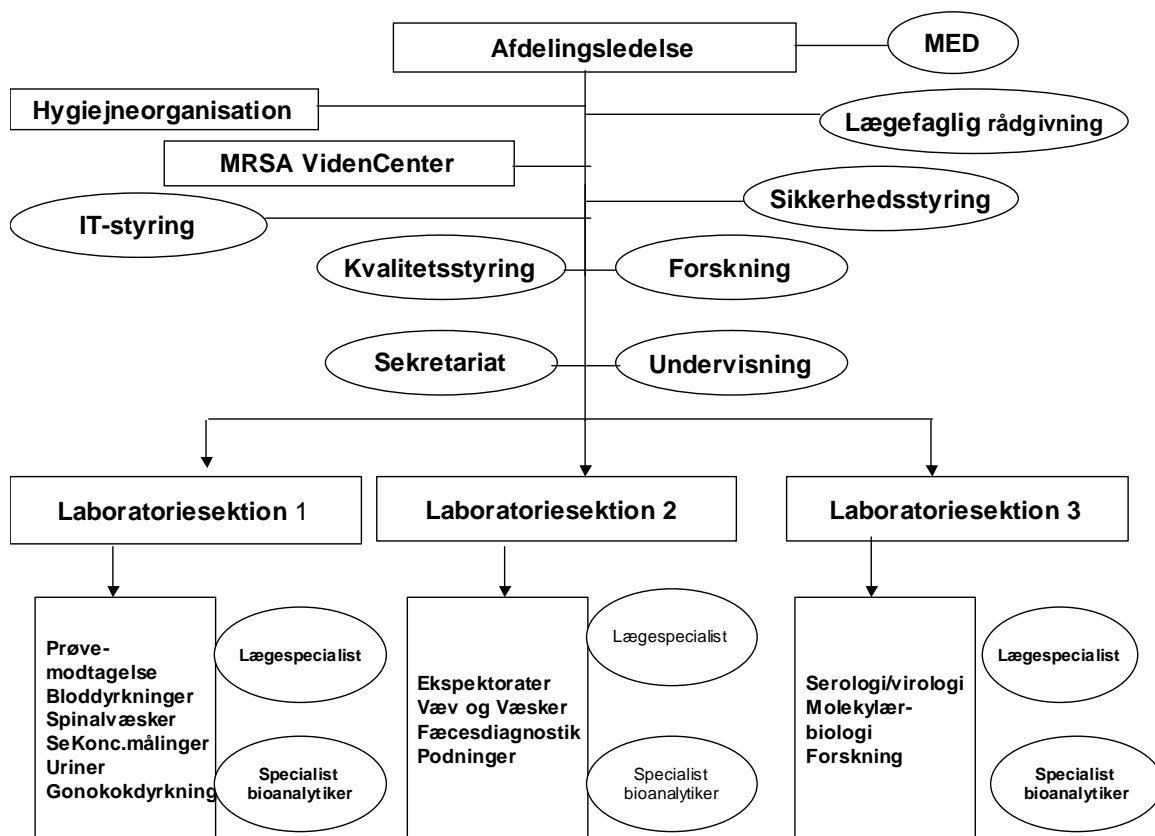 Afdelingsledelse
MED
Hygiejneorganisation
Lægefaglig rådgivning
MRSA VidenCenter
Sikkerhedsstyring
IT-styring
Kvalitetsstyring
Forskning
Sekretariat
Undervisning
Laboratoriesektion 1
Laboratoriesektion 2
Laboratoriesektion 3
Prøve-
modtagelse
Bloddyrkninger
Spinalvæsker
SeKonc.målinger
Uriner
Gonokokdyrkning
Lægespecialist
Specialist
bioanalytiker
Ekspektorater
Væv og Væsker
Fæcesdiagnostik
Podninger
Lægespecialist
Specialist
bioanalytiker
Serologi/virologi
Molekylær-
biologi
Forskning
Lægespecialist
Specialist
bioanalytiker